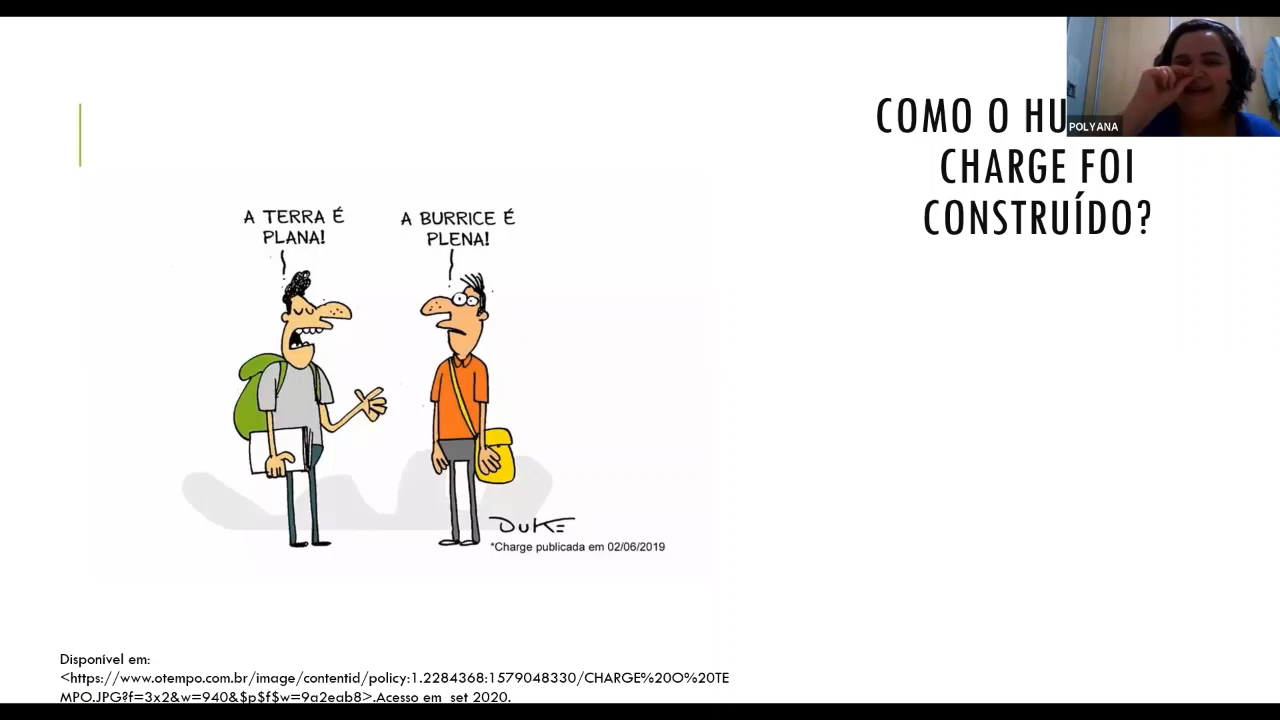 COMO O HU
CHARGE FOI
CONSTRUÍDO?
POLYANA
A TERRA É
PLANA!
A BURRICE É
PLENA!
DUKE
*Charge publicada em 02/06/2019
Disponível em:
<https://www.otempo.com.br/image/contentid/policy:1.2284368:1579048330/CHARGE%20O%20TE
MPO.JPG?f=3x2&w=940&$p$f$w=9a2eab8>.Acesso em set 2020.